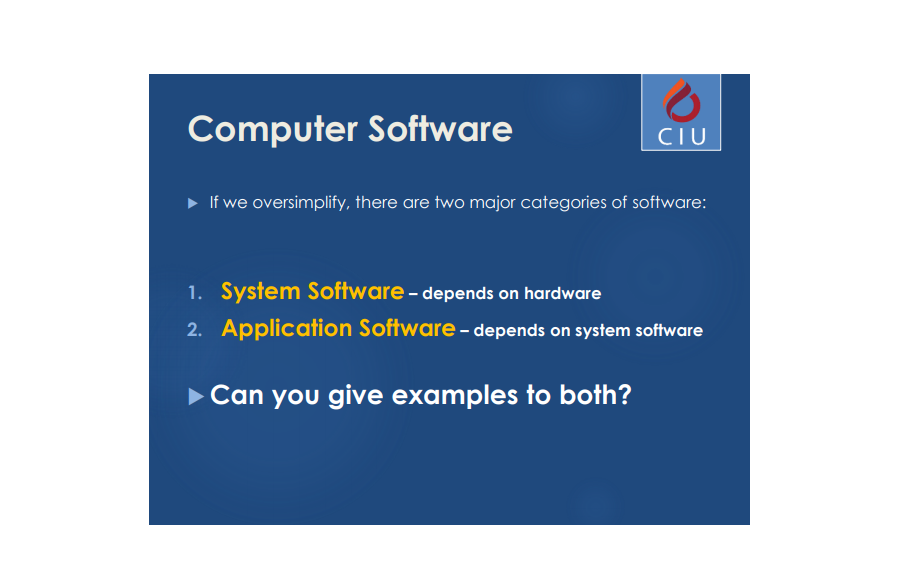 Computer Software
CIU
If we oversimplify, there are two major categories of software:
1. System Software – depends on hardware
2. Application Software – depends on system software
Can you give examples to both?